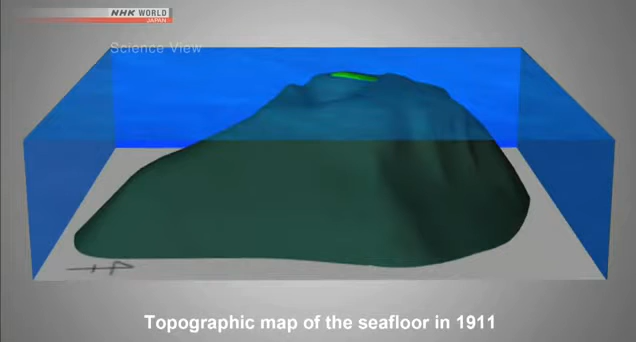 NHK WORLD
JAPAN
Science View
Topographic map of the seafloor in 1911